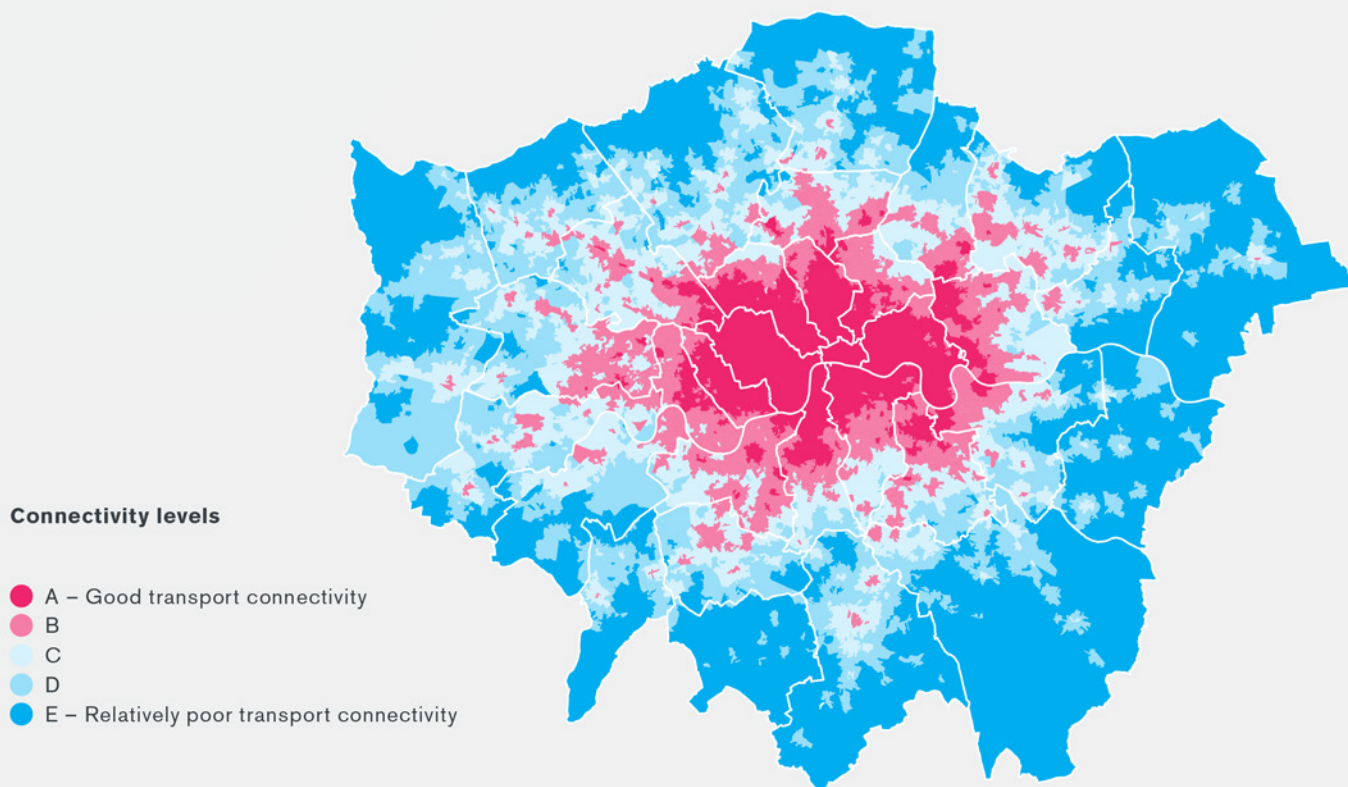 Connectivity levels
A – Good transport connectivity
B
C
D
E – Relatively poor transport connectivity